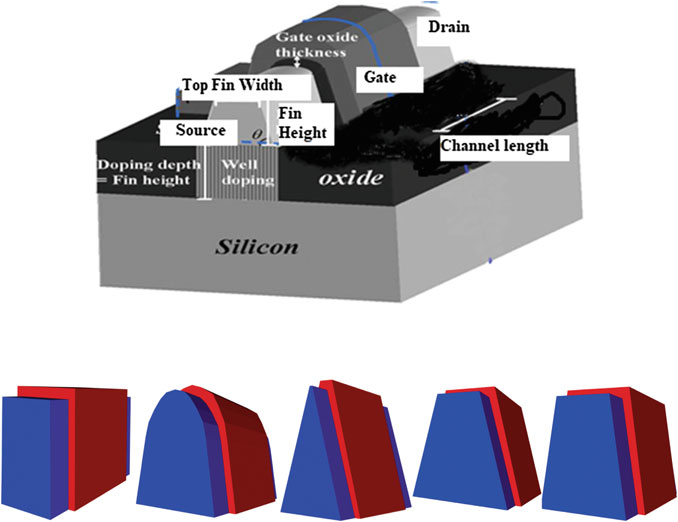 Drain
Gate oxide
thickness
Gate
Top Fin Width
Fin
Height
Source
θ
Channel length
Doping depth
= Fin height
Well
doping
oxide
Silicon